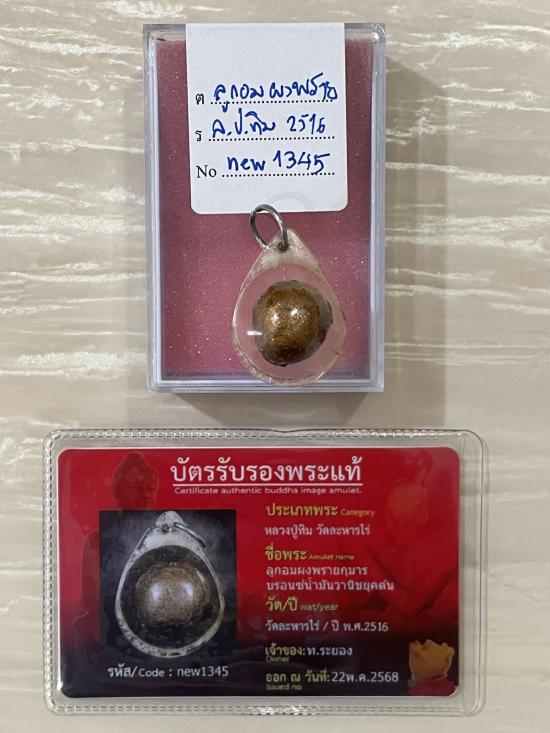 ต ลูกอมผงพราย
ร ล.ปู่ทิม 2516
No new 1345
บัตรรับรองพระแท้
Certificate authentic buddha image amulet.
ประเภทพระ Category
หลวงปู่ทิม วัดละหารไร่
ชื่อพระ Amulet name
ลูกอมผงพรายกุมาร
บรอนซ์น้ำมันวานิชยุคต้น
วัด/ปี wat/year
วัดละหารไร่ / ปี พ.ศ.2516
เจ้าของ:ท.ระยอง
Owner
รหัส/Code : new1345
ออก ณ วันที่:22พ.ค.2568
Issued no